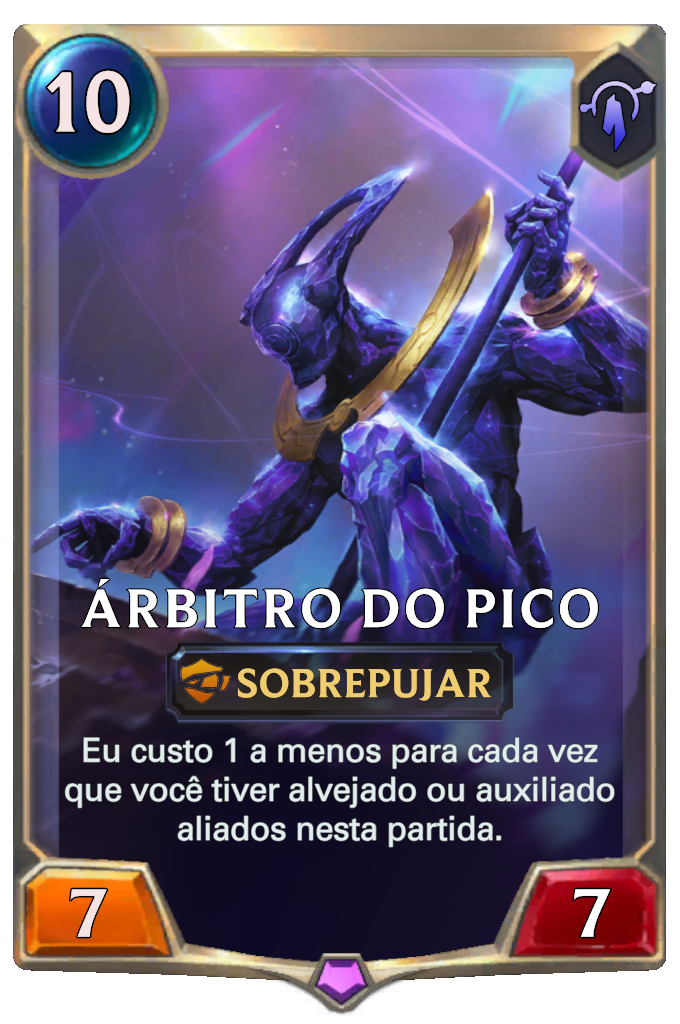 10
ÁRBITRO DO PICO
SOBREPUJAR
Eu custo 1 a menos para cada vez
que você tiver alvejado ou auxiliado
aliados nesta partida.
7
7